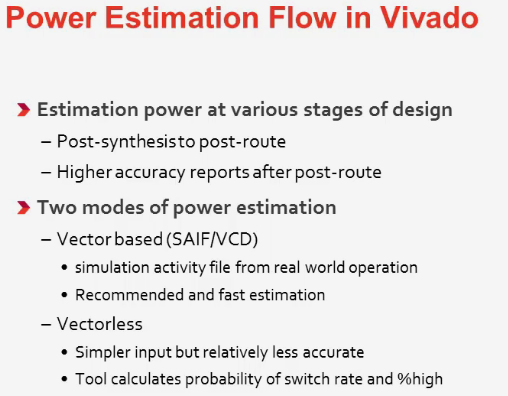 Power Estimation Flow in Vivado
Estimation power at various stages of design
– Post-synthesis to post-route
– Higher accuracy reports after post-route
Two modes of power estimation
– Vector based (SAIF/VCD)
• simulation activity file from real world operation
• Recommended and fast estimation
– Vectorless
• Simpler input but relatively less accurate
• Tool calculates probability of switch rate and %high